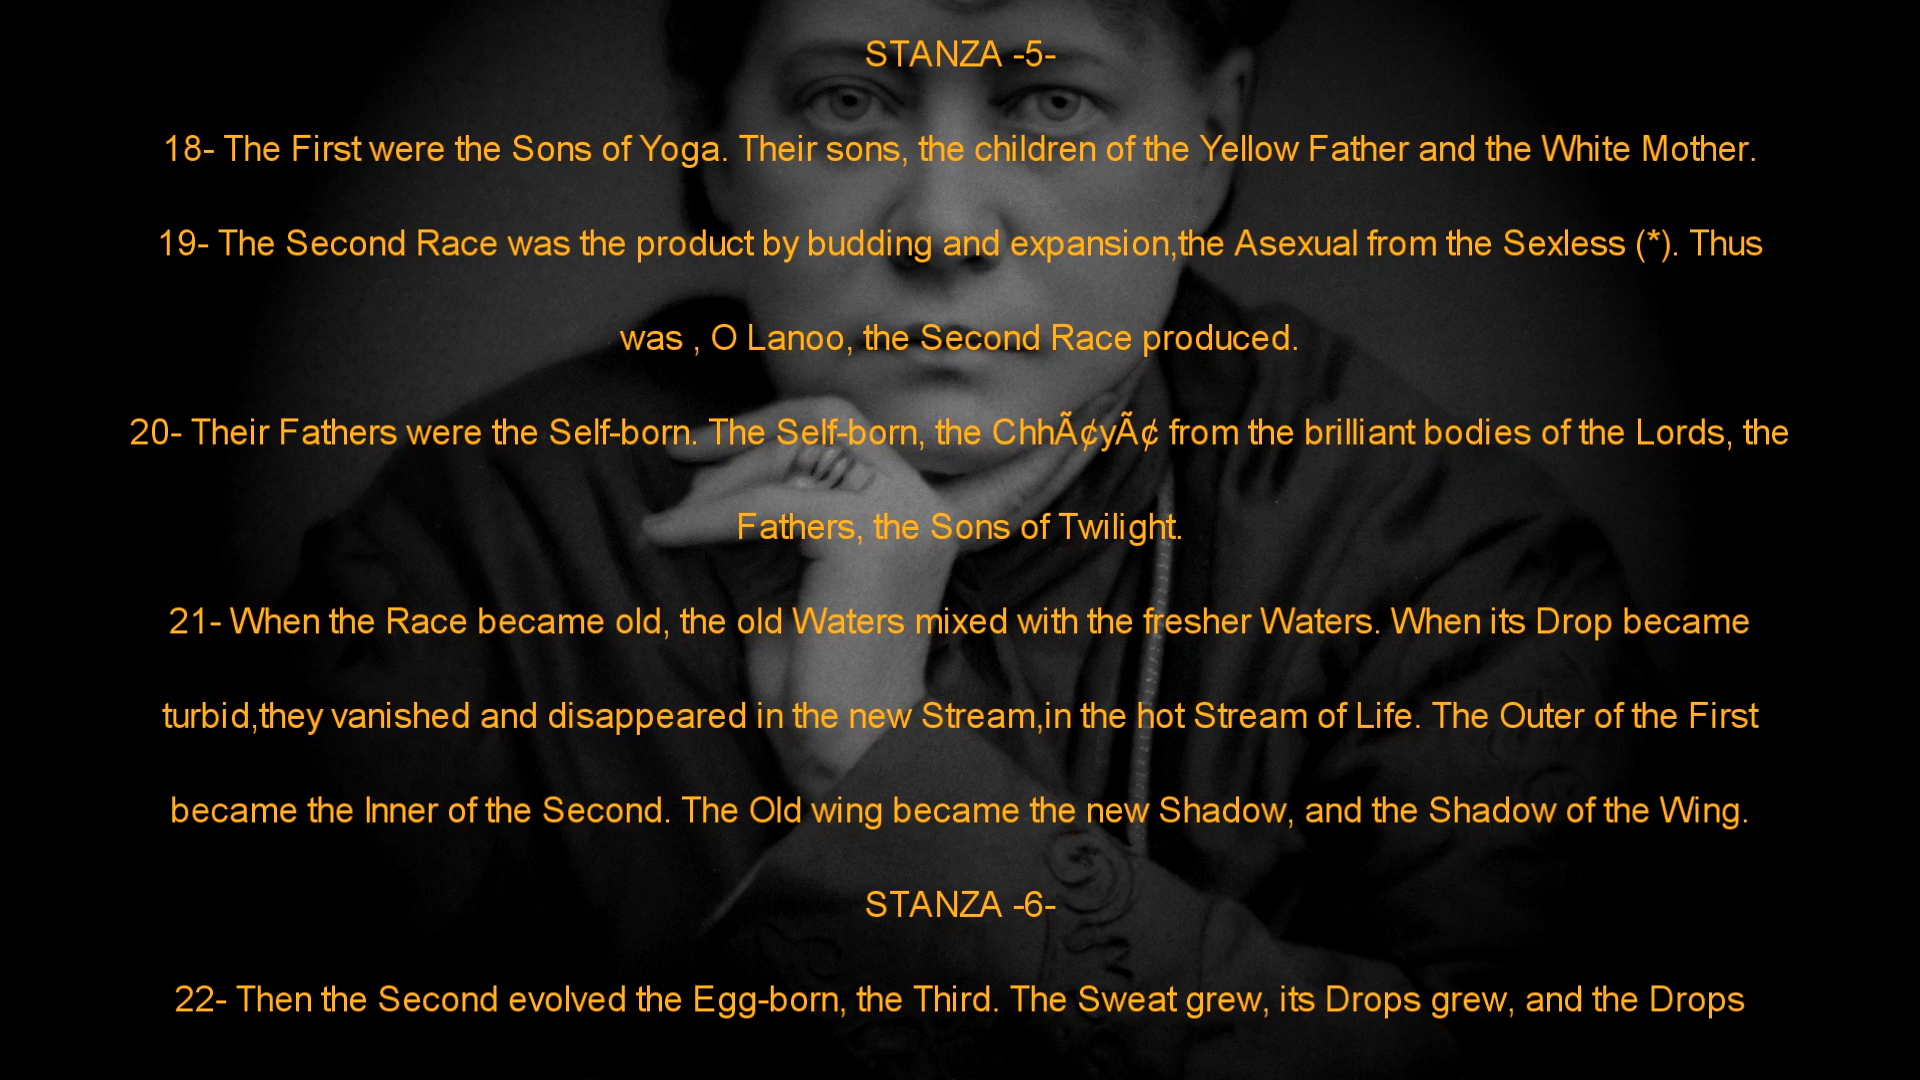 STANZA -5-
18- The First were the Sons of Yoga. Their sons, the children of the Yellow Father and the White Mother.
19- The Second Race was the product by budding and expansion,the Asexual from the Sexless (*). Thus
was , O Lanoo, the Second Race produced.
20- Their Fathers were the Self-born. The Self-born, the ChhÃ¢yÃ¢ from the brilliant bodies of the Lords, the
Fathers, the Sons of Twilight.
21- When the Race became old, the old Waters mixed with the fresher Waters. When its Drop became
turbid,they vanished and disappeared in the new Stream,in the hot Stream of Life. The Outer of the First
became the Inner of the Second. The Old wing became the new Shadow, and the Shadow of the Wing.
STANZA -6-
22- Then the Second evolved the Egg-born, the Third. The Sweat grew, its Drops grew, and the Drops